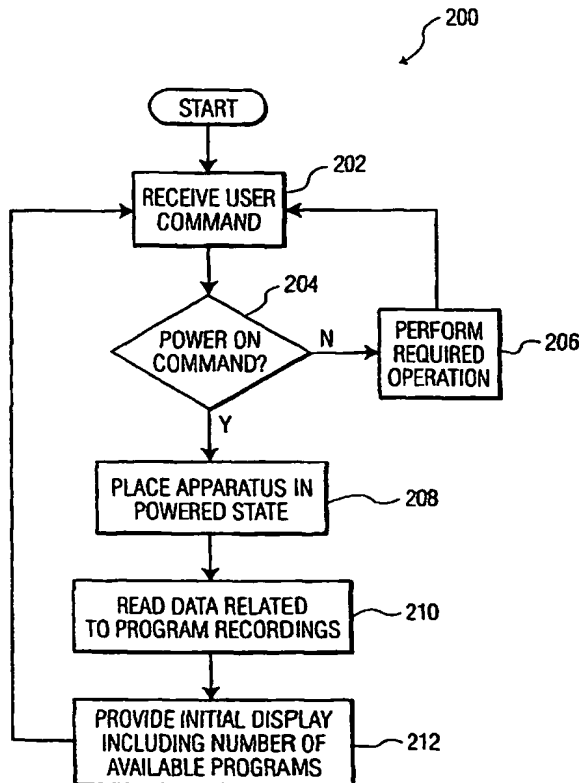 200
START
202
RECEIVE USER
COMMAND
204
POWER ON
COMMAND?
N
PERFORM
REQUIRED
OPERATION
206
Y
PLACE APPARATUS IN
POWERED STATE
208
READ DATA RELATED
TO PROGRAM RECORDINGS
210
PROVIDE INITIAL DISPLAY
INCLUDING NUMBER OF
AVAILABLE PROGRAMS
212